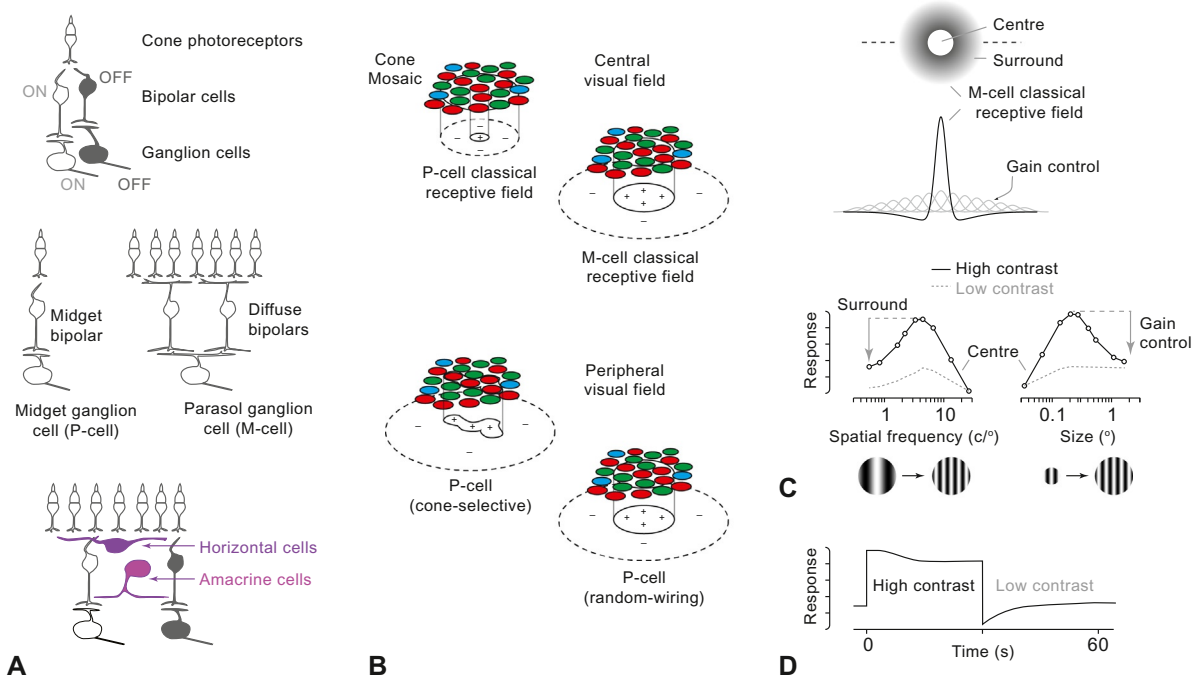 Cone photoreceptors
OFF
ON
Bipolar cells
Ganglion cells
ON
OFF
Midget
bipolar
Diffuse
bipolars
Midget ganglion
cell (P-cell)
Parasol ganglion
cell (M-cell)
Horizontal cells
Amacrine cells
A
Cone
Mosaic
Central
visual field
P-cell classical
receptive field
M-cell classical
receptive field
Peripheral
visual field
P-cell
(cone-selective)
P-cell
(random-wiring)
B
Centre
Surround
M-cell classical
receptive field
Gain control
High contrast
Low contrast
Surround
Response
Centre
Gain
control
1 10
0.1 1
Spatial frequency (c/°)
Size (°)
C
Response
High contrast
Low contrast
0 60
Time (s)
D